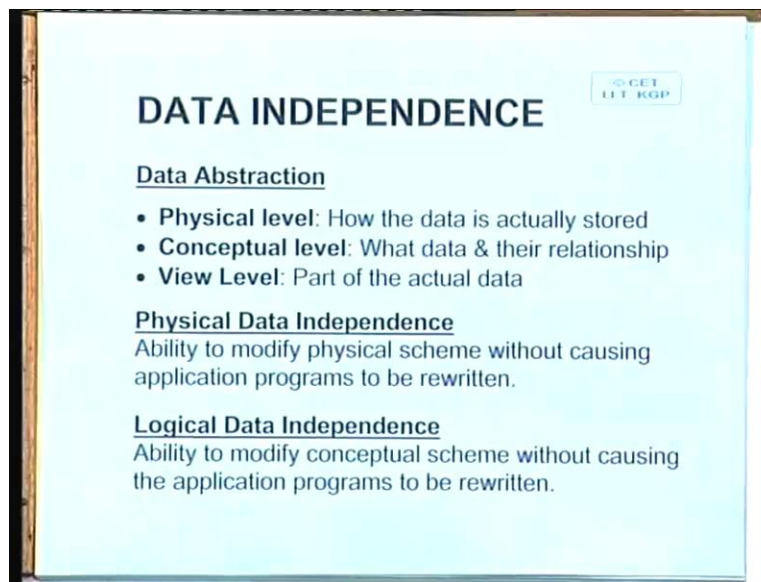 © CET
I.I.T. KGP
DATA INDEPENDENCE
Data Abstraction
• Physical level: How the data is actually stored
• Conceptual level: What data & their relationship
• View Level: Part of the actual data
Physical Data Independence
Ability to modify physical scheme without causing
application programs to be rewritten.
Logical Data Independence
Ability to modify conceptual scheme without causing
the application programs to be rewritten.